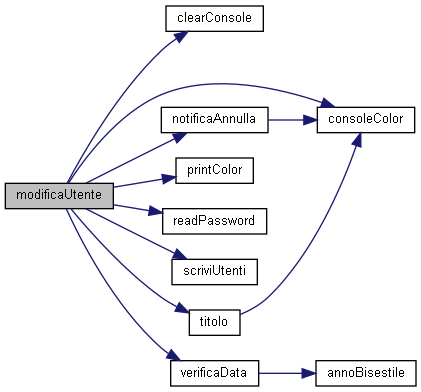 clearConsole
notificaAnnulla
consoleColor
printColor
modificaUtente
readPassword
scriviUtenti
titolo
verificaData
annoBisestile